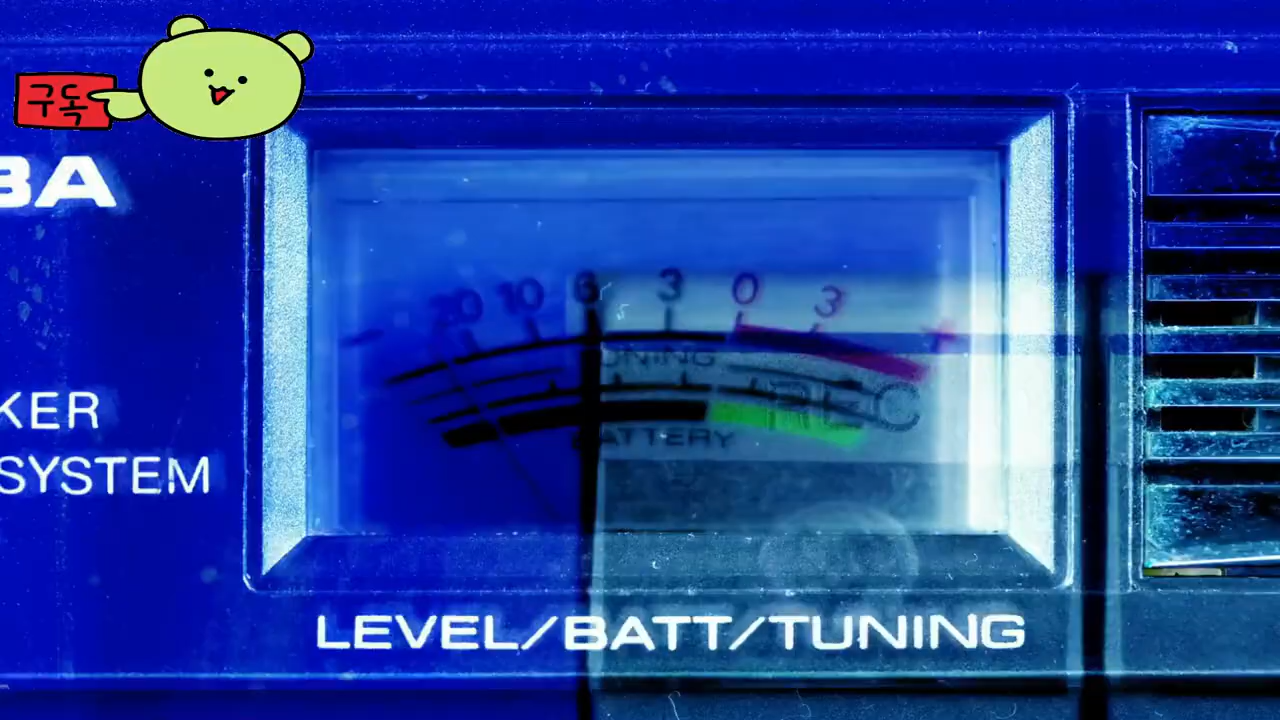 구독
BA
20 10 6 3 0 3
- +
TUNING
REC
BATTERY
KER
SYSTEM
LEVEL/BATT/TUNING